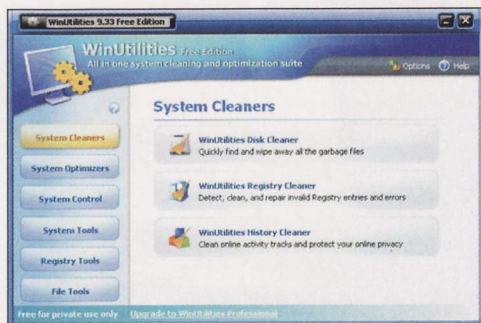 WinUtilities 9.33 Free Edition
WinUtilities Free Edition
All in one system cleaning and optimization suite
Options Help
System Cleaners
System Cleaners
WinUtilities Disk Cleaner
Quickly find and wipe away all the garbage files
System Optimizers
WinUtilities Registry Cleaner
Detect, clean, and repair invalid Registry entries and errors
System Control
System Tools
WinUtilities History Cleaner
Clean online activity tracks and protect your online privacy
Registry Tools
File Tools
Free for private use only Upgrade to WinUtilities Professional